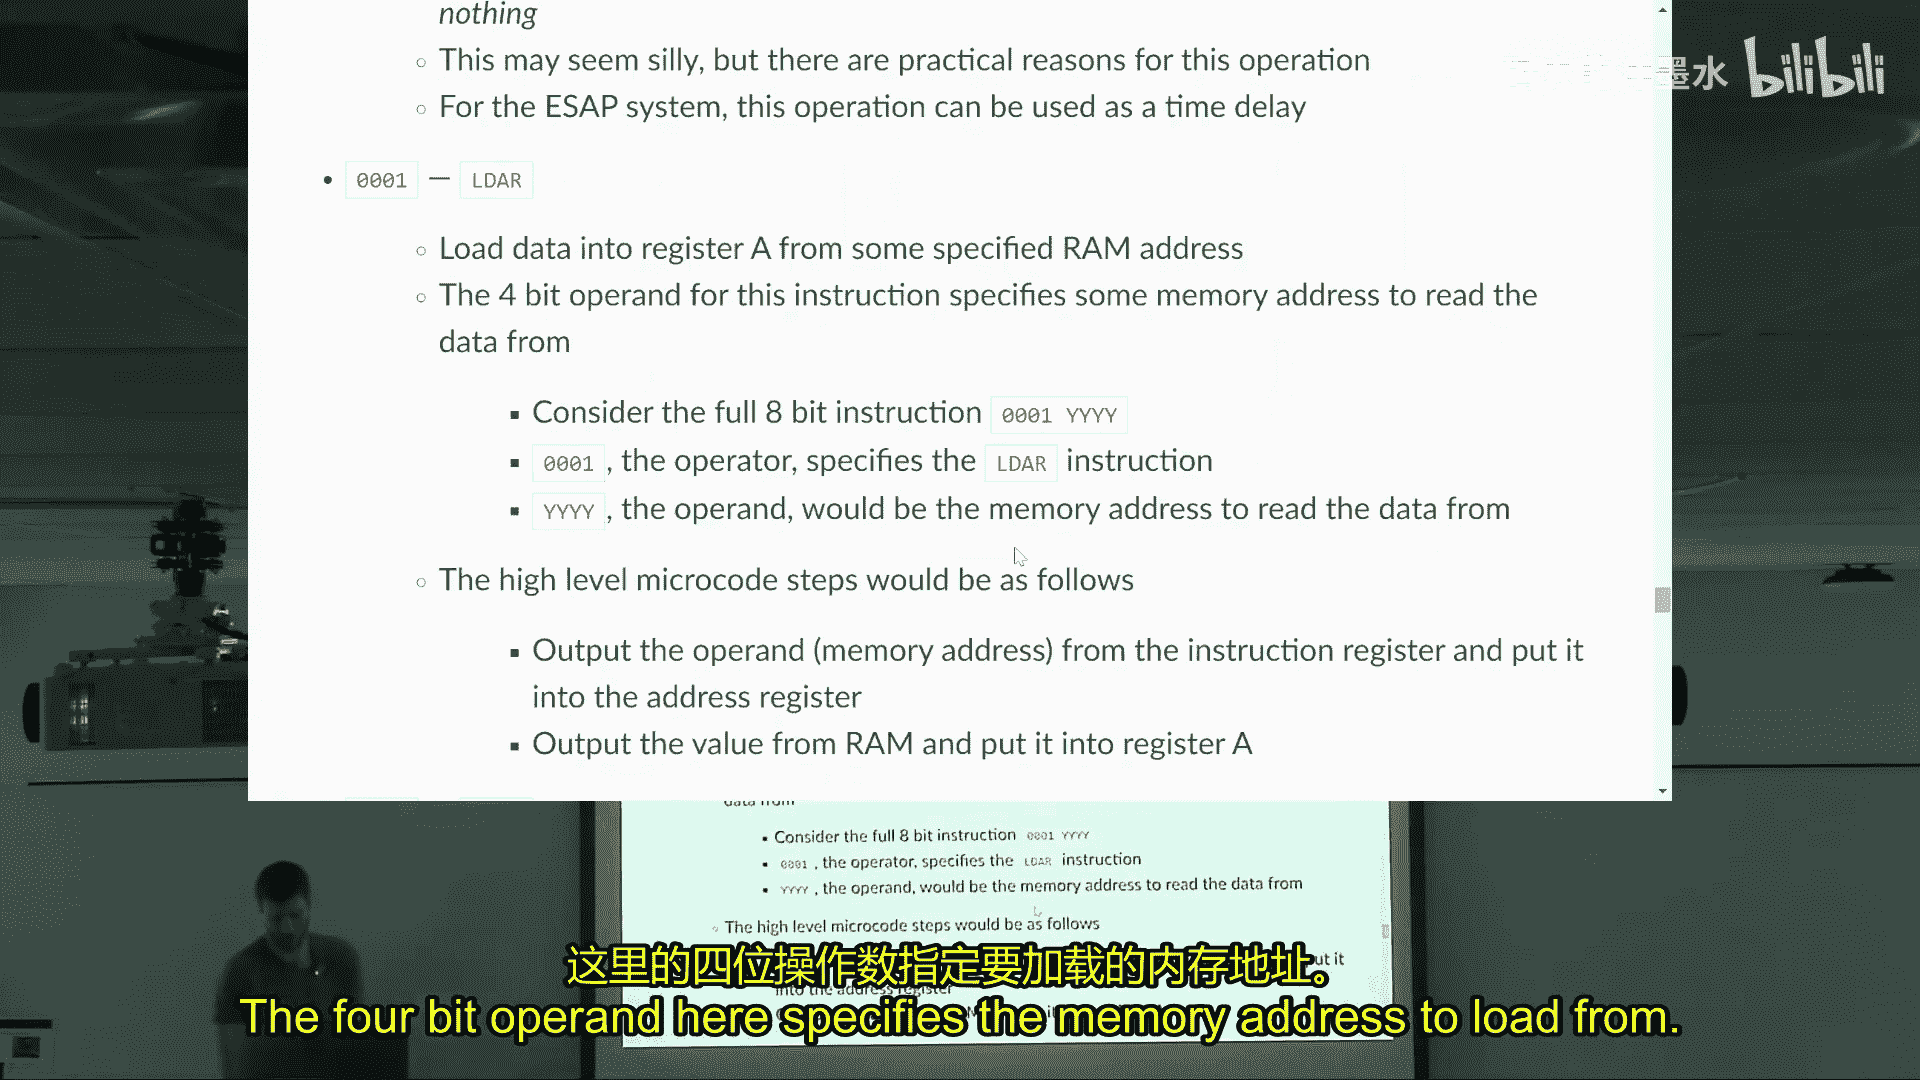 nothing
This may seem silly, but there are practical reasons for this operation
For the ESAP system, this operation can be used as a time delay
墨水 bilibili
0001 — LDAR
Load data into register A from some specified RAM address
The 4 bit operand for this instruction specifies some memory address to read the
data from
Consider the full 8 bit instruction 0001 YYYY
0001 , the operator, specifies the LDAR instruction
YYYY , the operand, would be the memory address to read the data from
The high level microcode steps would be as follows
Output the operand (memory address) from the instruction register and put it
into the address register
Output the value from RAM and put it into register A
data from
Consider the full 8 bit instruction 0001 YYYY
0001 , the operator, specifies the LDAR instruction
YYYY , the operand, would be the memory address to read the data from
The high level microcode steps would be as follows
ut it
into the address register
这里的四位操作数指定要加载的内存地址。
The four bit operand here specifies the memory address to load from.